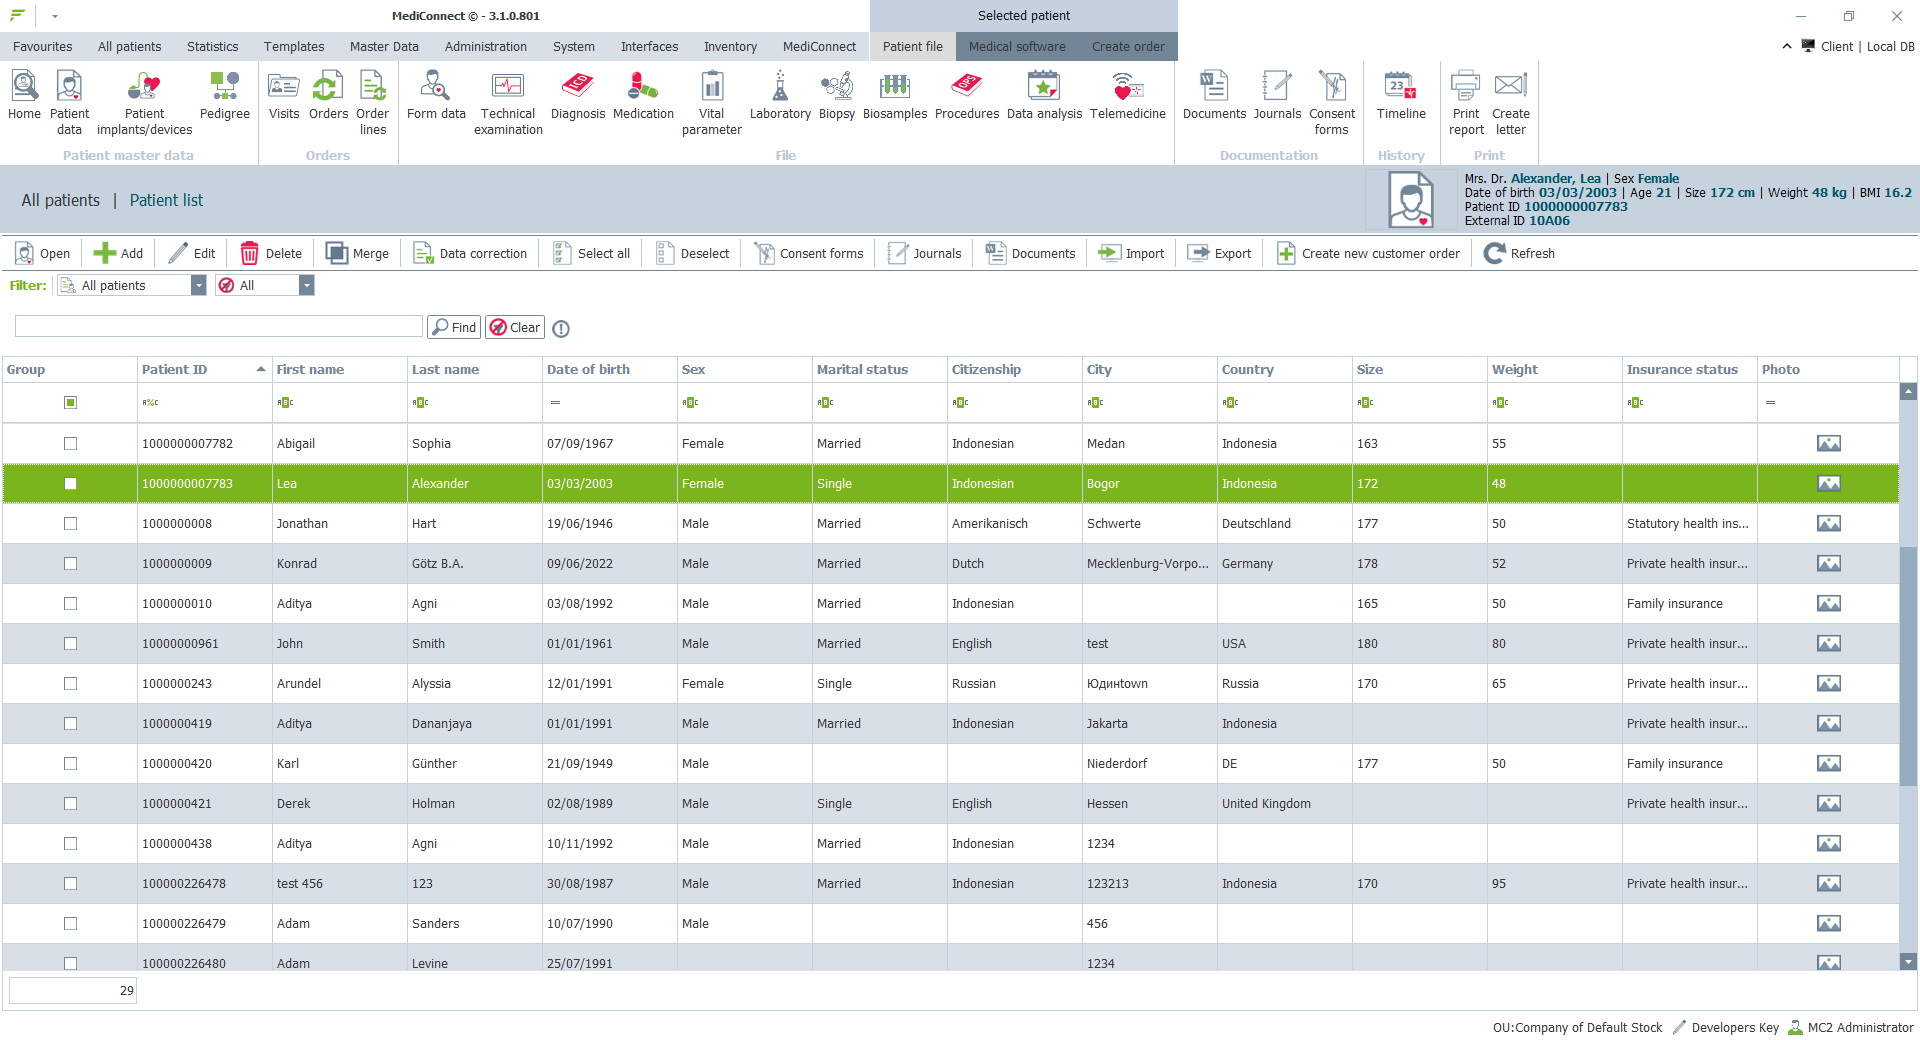 MediConnect © - 3.1.0.801
Selected patient
Favourites All patients Statistics Templates Master Data Administration System Interfaces Inventory MediConnect Patient file Medical software Create order
Client | Local DB
Home Patient data Patient implants/devices Pedigree
Patient master data
Visits Orders Order lines
Orders
Form data Technical examination Diagnosis Medication Vital parameter Laboratory Biopsy Biosamples Procedures Data analysis Telemedicine
File
Documents Journals Consent forms
Documentation
Timeline
History
Print report Create letter
Print
All patients | Patient list
Mrs. Dr. Alexander, Lea | Sex Female
Date of birth 03/03/2003 | Age 21 | Size 172 cm | Weight 48 kg | BMI 16.2
Patient ID 1000000007783
External ID 10A06
Open Add Edit Delete Merge Data correction Select all Deselect Consent forms Journals Documents Import Export Create new customer order Refresh
Filter: All patients All
Find Clear
Group Patient ID First name Last name Date of birth Sex Marital status Citizenship City Country Size Weight Insurance status Photo
1000000007782 Abigail Sophia 07/09/1967 Female Married Indonesian Medan Indonesia 163 55
1000000007783 Lea Alexander 03/03/2003 Female Single Indonesian Bogor Indonesia 172 48
1000000008 Jonathan Hart 19/06/1946 Male Married Amerikanisch Schwerte Deutschland 177 50 Statutory health ins...
1000000009 Konrad Götz B.A. 09/06/2022 Male Married Dutch Mecklenburg-Vorpo... Germany 178 52 Private health insur...
1000000010 Aditya Agni 03/08/1992 Male Married Indonesian 165 50 Family insurance
10000000961 John Smith 01/01/1961 Male Married English test USA 180 80 Private health insur...
1000000243 Arundel Alyssia 12/01/1991 Female Single Russian Юдинтоwn Russia 170 65 Private health insur...
1000000419 Aditya Dananjaya 01/01/1991 Male Married Indonesian Jakarta Indonesia Private health insur...
1000000420 Karl Günther 21/09/1949 Male Niederdorf DE 177 50 Family insurance
1000000421 Derek Holman 02/08/1989 Male Single English Hessen United Kingdom Private health insur...
1000000438 Aditya Agni 10/11/1992 Male Married Indonesian 1234
100000226478 test 456 123 30/08/1987 Male Married Indonesian 123213 Indonesia 170 95 Private health insur...
100000226479 Adam Sanders 10/07/1990 Male 456
100000226480 Adam Levine 25/07/1991 1234
29
OU:Company of Default Stock Developers Key MC2 Administrator